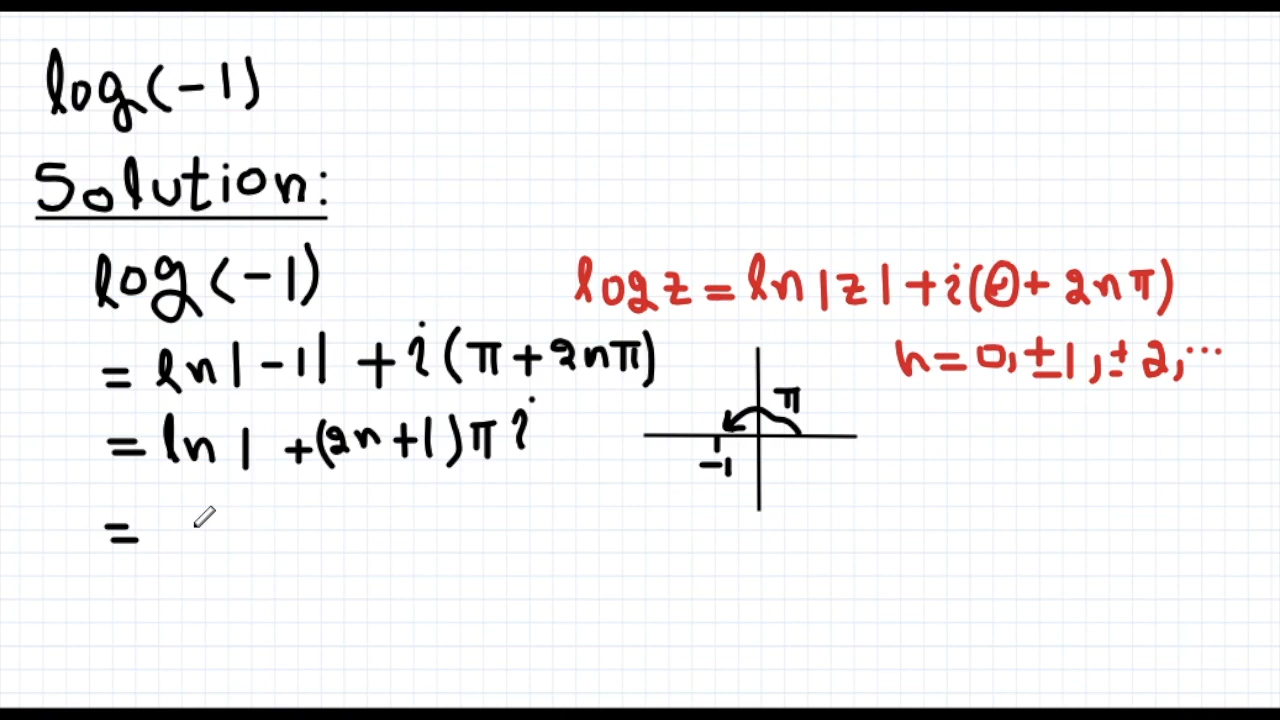 log(-1)
Solution:
log(-1)
= ln|-1| + i(π + 2nπ)
= ln 1 + (2n+1)π i
=
log z = ln|z| + i(Θ + 2nπ)
n = 0, ±1, ±2, ...
π
-1